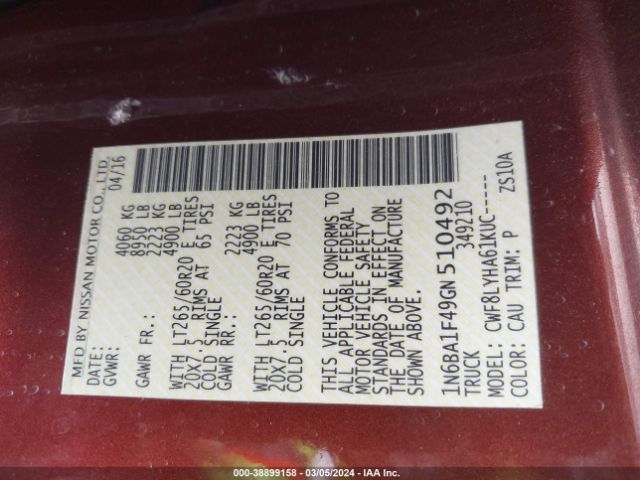 MFD BY NISSAN MOTOR CO., LTD
DATE: 04/16
GVWR: 4060 KG
8950 LB
GAWR FR.: 2223 KG
4900 LB
WITH LT265/60R20 E TIRES
20X7.5 RIMS AT 65 PSI
COLD SINGLE
GAWR RR.: 2223 KG
4900 LB
WITH LT265/60R20 E TIRES
20X7.5 RIMS AT 70 PSI
COLD SINGLE
THIS VEHICLE CONFORMS TO
ALL APPLICABLE FEDERAL
MOTOR VEHICLE SAFETY
STANDARDS IN EFFECT ON
THE DATE OF MANUFACTURE
SHOWN ABOVE.
1N6BA1F49GN510492
TRUCK 349210
MODEL: CWF8LYHA61KUC-----
COLOR: CAU TRIM: P ZS10A
000-38899158 - 03/05/2024 - IAA Inc.